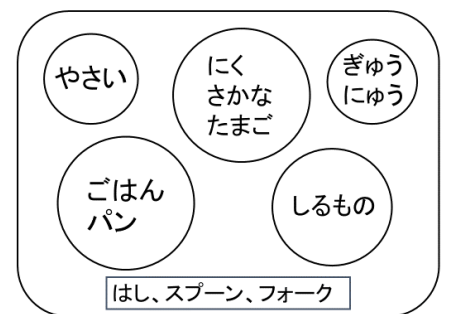 やさい
にく
さかな
たまご
ぎゅう
にゅう
ごはん
パン
しるもの
はし、スプーン、フォーク